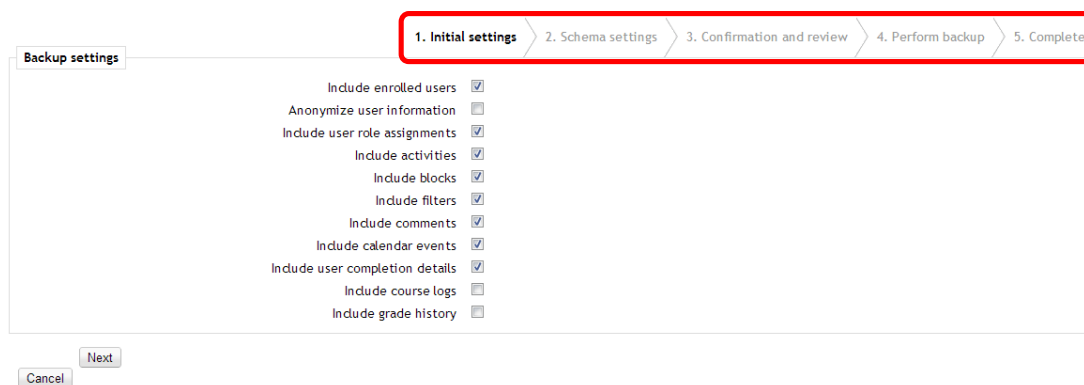 1. Initial settings 2. Schema settings 3. Confirmation and review 4. Perform backup 5. Complete
Backup settings
Include enrolled users
Anonymize user information
Include user role assignments
Include activities
Include blocks
Include filters
Include comments
Include calendar events
Include user completion details
Include course logs
Include grade history
Next
Cancel